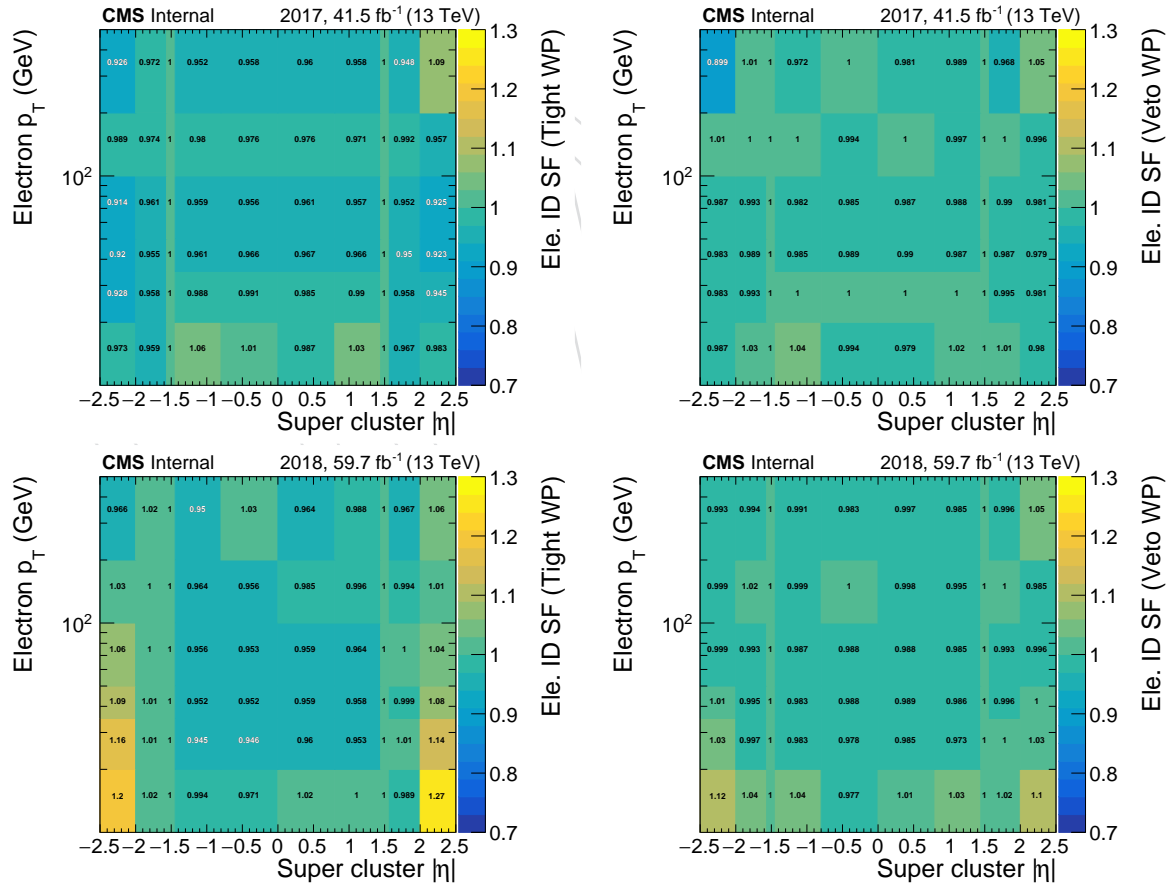 CMS Internal 2017, 41.5 fb⁻¹ (13 TeV)
Electron p_T (GeV)
10²
0.926 0.972 1 0.952 0.958 0.96 0.958 1 0.948 1.09
0.989 0.974 1 0.98 0.976 0.976 0.971 1 0.992 0.957
0.914 0.961 1 0.959 0.956 0.961 0.957 1 0.952 0.925
0.92 0.955 1 0.961 0.966 0.967 0.966 1 0.95 0.923
0.928 0.958 1 0.988 0.991 0.985 0.99 1 0.958 0.945
0.973 0.959 1 1.06 1.01 0.987 1.03 1 0.967 0.983
−2.5 −2 −1.5 −1 −0.5 0 0.5 1 1.5 2 2.5
Super cluster |η|
1.3
1.2
1.1
1
0.9
0.8
0.7
Ele. ID SF (Tight WP)
CMS Internal 2017, 41.5 fb⁻¹ (13 TeV)
Electron p_T (GeV)
10²
0.899 1.01 1 0.972 1 0.981 0.989 1 0.968 1.05
1.01 1 1 1 0.994 1 0.997 1 0.991 0.996
0.987 0.993 1 0.982 0.985 0.987 0.988 1 0.99 0.981
0.983 0.989 1 0.985 0.989 0.99 0.987 1 0.987 0.979
0.983 0.993 1 1 1 1 1 1 0.995 0.981
0.987 1.03 1 1.04 0.994 0.979 1.02 1 1.01 0.98
−2.5 −2 −1.5 −1 −0.5 0 0.5 1 1.5 2 2.5
Super cluster |η|
1.3
1.2
1.1
1
0.9
0.8
0.7
Ele. ID SF (Veto WP)
CMS Internal 2018, 59.7 fb⁻¹ (13 TeV)
Electron p_T (GeV)
10²
0.966 1.02 1 0.95 1.03 0.964 0.988 1 0.967 1.06
1.03 1 1 0.964 0.956 0.985 0.996 1 0.994 1.01
1.06 1 1 0.956 0.953 0.959 0.964 1 1 1.04
1.09 1.01 1 0.952 0.952 0.959 0.958 1 0.999 1.08
1.16 1.01 1 0.945 0.946 0.96 0.953 1 1.01 1.14
1.2 1.02 1 0.994 0.971 1.02 1 1 0.989 1.27
−2.5 −2 −1.5 −1 −0.5 0 0.5 1 1.5 2 2.5
Super cluster |η|
1.3
1.2
1.1
1
0.9
0.8
0.7
Ele. ID SF (Tight WP)
CMS Internal 2018, 59.7 fb⁻¹ (13 TeV)
Electron p_T (GeV)
10²
0.993 0.994 1 0.991 0.983 0.997 0.985 1 0.996 1.05
0.999 1.02 1 0.999 1 0.998 0.995 1 1 0.985
0.999 0.993 1 0.987 0.988 0.988 0.985 1 0.993 0.996
1.01 0.995 1 0.983 0.988 0.989 0.986 1 0.996 1
1.03 0.997 1 0.983 0.978 0.985 0.973 1 1 1.03
1.12 1.04 1 1.04 0.977 1.01 1.03 1 1.02 1.1
−2.5 −2 −1.5 −1 −0.5 0 0.5 1 1.5 2 2.5
Super cluster |η|
1.3
1.2
1.1
1
0.9
0.8
0.7
Ele. ID SF (Veto WP)